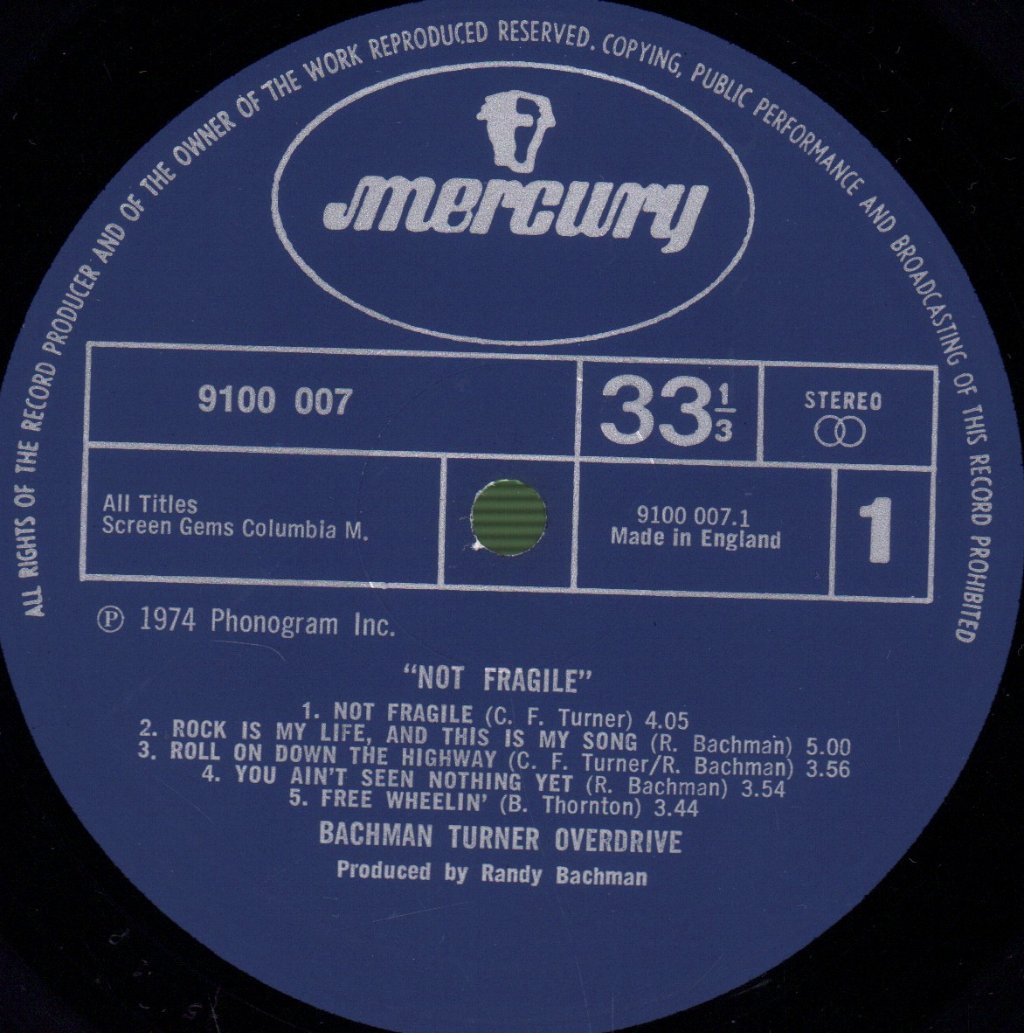 ALL RIGHTS OF THE RECORD PRODUCER AND OF THE OWNER OF THE WORK REPRODUCED RESERVED. COPYING, PUBLIC PERFORMANCE AND BROADCASTING OF THIS RECORD PROHIBITED
mercury
9100 007
33 1/3
STEREO
All Titles
Screen Gems Columbia M.
9100 007.1
Made in England
1
Ⓟ 1974 Phonogram Inc.
"NOT FRAGILE"
1. NOT FRAGILE (C. F. Turner) 4.05
2. ROCK IS MY LIFE, AND THIS IS MY SONG (R. Bachman) 5.00
3. ROLL ON DOWN THE HIGHWAY (C. F. Turner/R. Bachman) 3.56
4. YOU AIN'T SEEN NOTHING YET (R. Bachman) 3.54
5. FREE WHEELIN' (B. Thornton) 3.44
BACHMAN TURNER OVERDRIVE
Produced by Randy Bachman